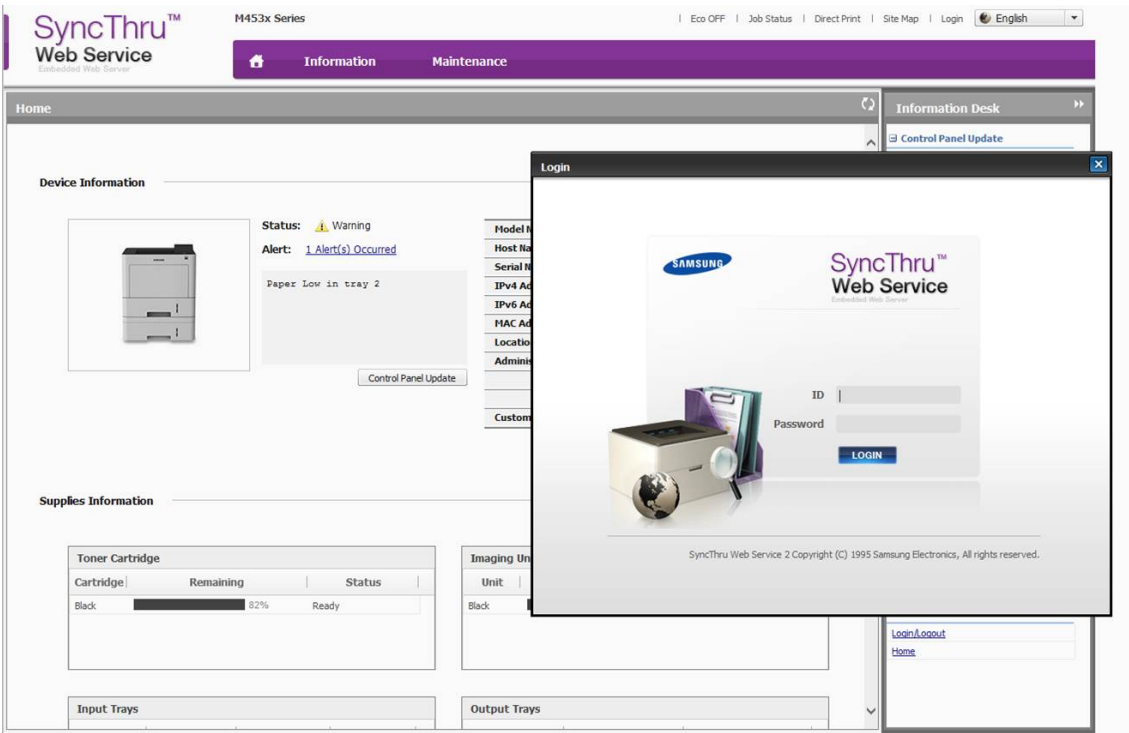 SyncThru™
Web Service
Embedded Web Server
M453x Series
Eco OFF | Job Status | Direct Print | Site Map | Login
English
Information
Maintenance
Home
Information Desk
Control Panel Update
Device Information
Status: Warning
Alert: 1 Alert(s) Occurred
Paper Low in tray 2
Control Panel Update
Model N
Host Na
Serial N
IPv4 Ad
IPv6 Ad
MAC Ad
Locatio
Adminis
Custom
Login
SAMSUNG
SyncThru™
Web Service
Embedded Web Server
ID
Password
LOGIN
SyncThru Web Service 2 Copyright (C) 1995 Samsung Electronics, All rights reserved.
Supplies Information
Toner Cartridge
Cartridge Remaining Status
Black 82% Ready
Imaging Un
Unit
Black
Login/Logout
Home
Input Trays
Output Trays